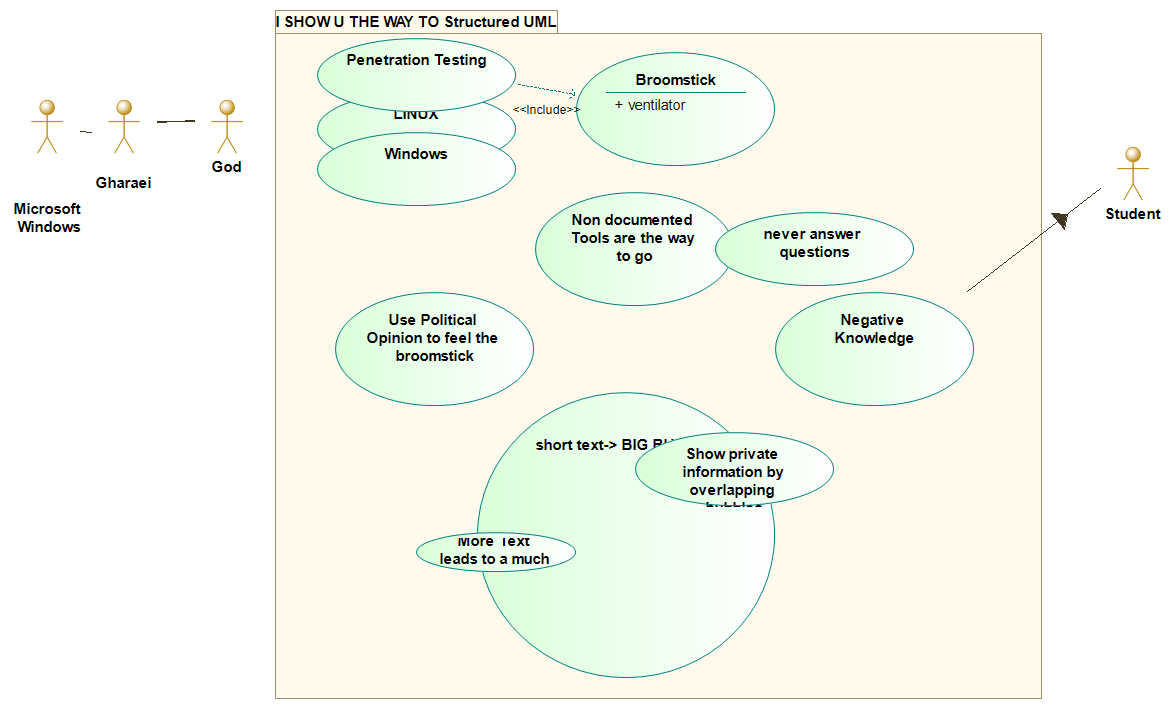 I SHOW U THE WAY TO Structured UML
Penetration Testing
LINUX
Windows
<<Include>>
Broomstick
+ ventilator
Microsoft
Windows
Gharaei
God
Student
Non documented
Tools are the way
to go
never answer
questions
Use Political
Opinion to feel the
broomstick
Negative
Knowledge
short text-> BIG
Show private
information by
overlapping
bubbles
More Text
leads to a much